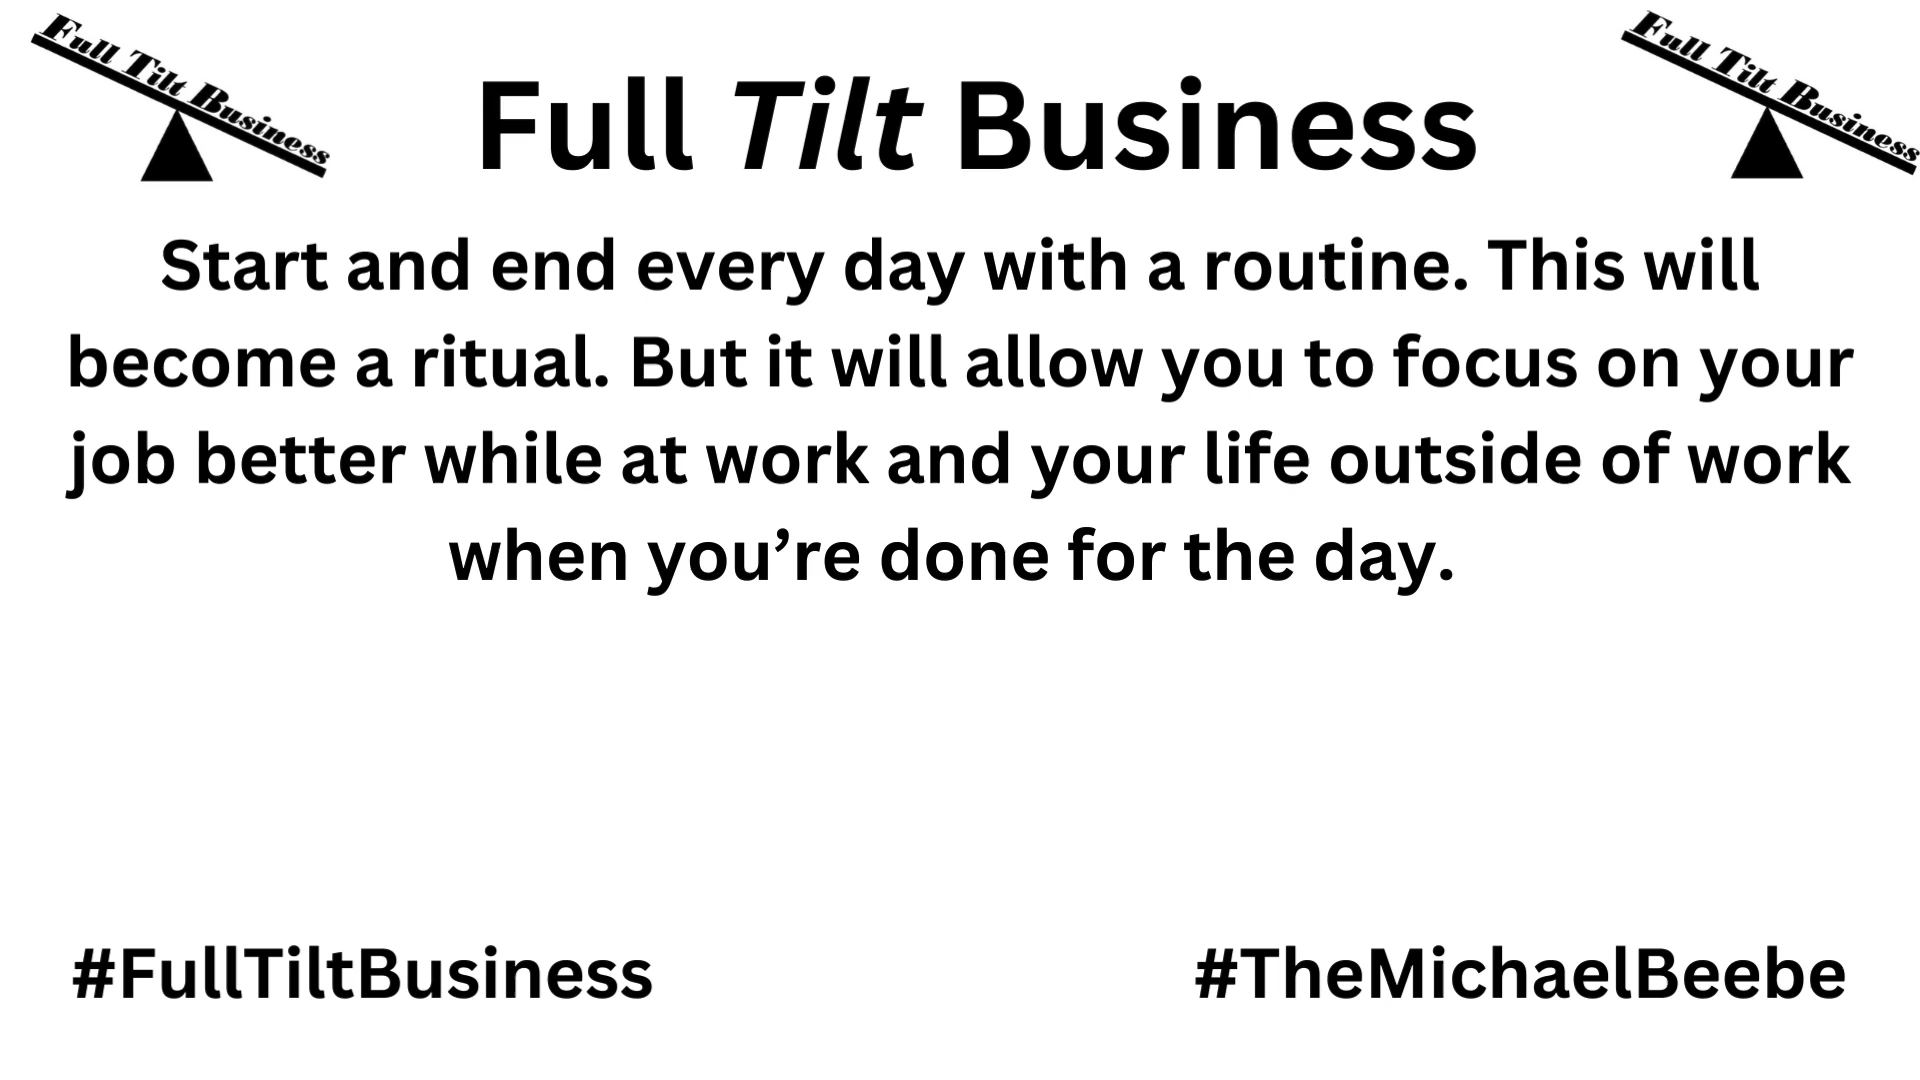 Full Tilt Business
Full Tilt Business
Full Tilt Business
Start and end every day with a routine. This will
become a ritual. But it will allow you to focus on your
job better while at work and your life outside of work
when you’re done for the day.
#FullTiltBusiness
#TheMichaelBeebe